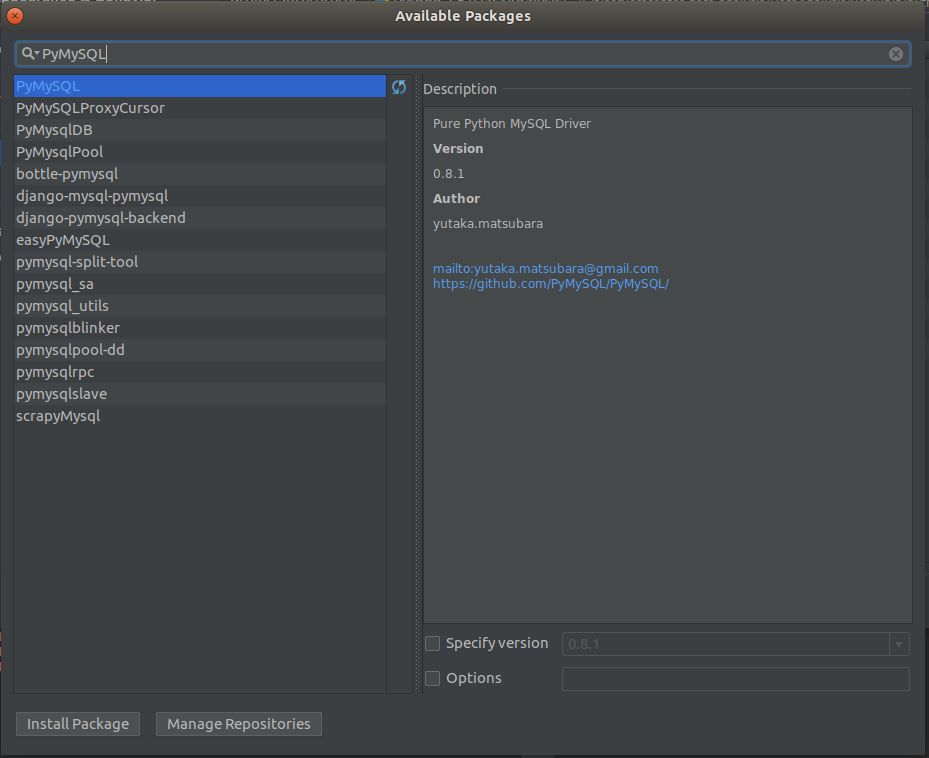 Available Packages
PyMySQL
PyMySQL
PyMySQLProxyCursor
PyMysqlDB
PyMysqlPool
bottle-pymysql
django-mysql-pymysql
django-pymysql-backend
easyPyMySQL
pymysql-split-tool
pymysql_sa
pymysql_utils
pymysqlblinker
pymysqlpool-dd
pymysqlrpc
pymysqlslave
scrapyMysql
Description
Pure Python MySQL Driver
Version
0.8.1
Author
yutaka.matsubara
mailto:yutaka.matsubara@gmail.com
https://github.com/PyMySQL/PyMySQL/
Specify version
0.8.1
Options
Install Package
Manage Repositories